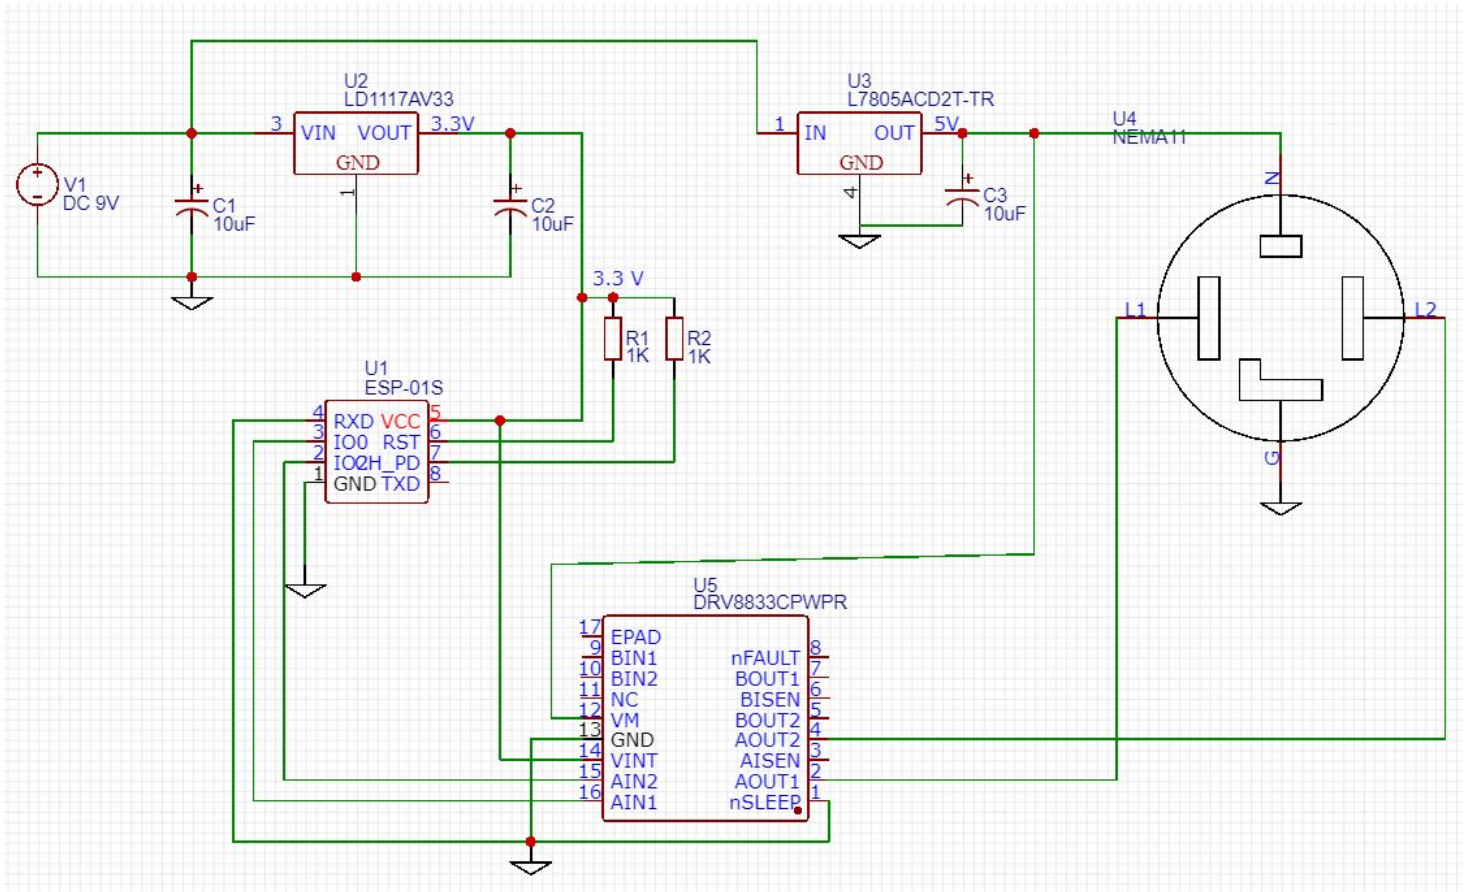 U2
LD1117AV33
3 VIN VOUT 3.3V
GND
1
V1
DC 9V
C1
10uF
C2
10uF
U3
L7805ACD2T-TR
1 IN OUT 5V
GND
4
C3
10uF
U4
NEMA11
N
L1
L2
G
3.3 V
R1
1K
R2
1K
U1
ESP-01S
4 RXD VCC 5
3 IO0 RST 6
2 IO2 CH_PD 7
1 GND TXD 8
U5
DRV8833CPWPR
17 EPAD
9 BIN1 nFAULT 8
10 BIN2 BOUT1 7
11 NC BISEN 6
12 VM BOUT2 5
13 GND AOUT2 4
14 VINT AISEN 3
15 AIN2 AOUT1 2
16 AIN1 nSLEEP 1